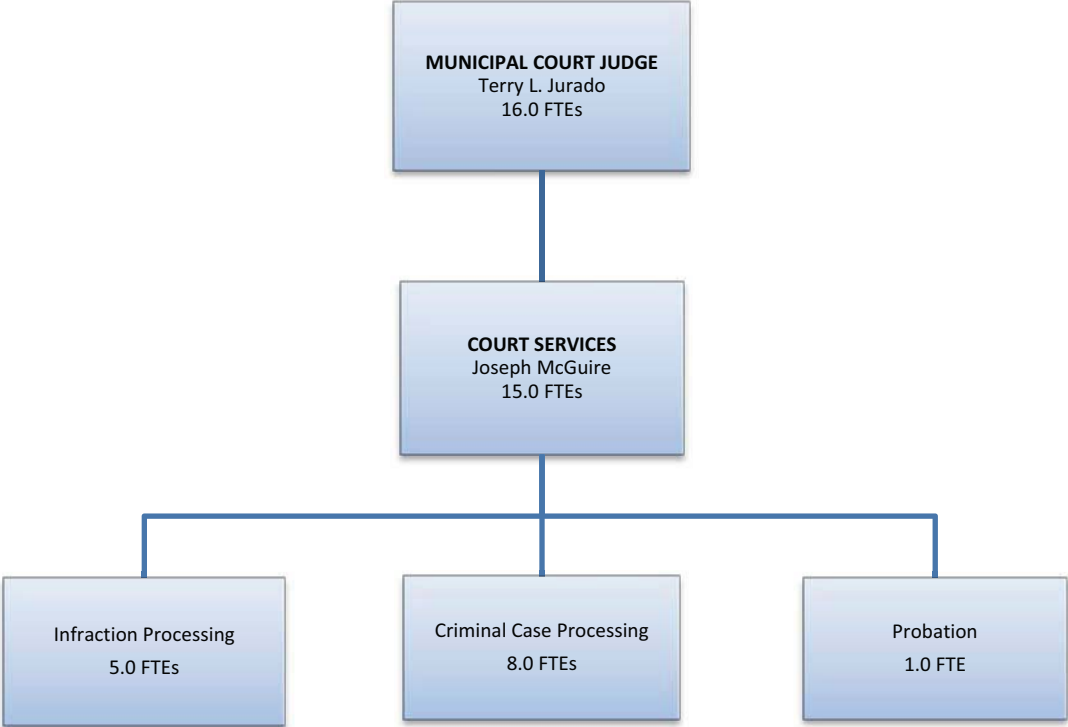 MUNICIPAL COURT JUDGE
Terry L. Jurado
16.0 FTEs
COURT SERVICES
Joseph McGuire
15.0 FTEs
Infraction Processing
5.0 FTEs
Criminal Case Processing
8.0 FTEs
Probation
1.0 FTE